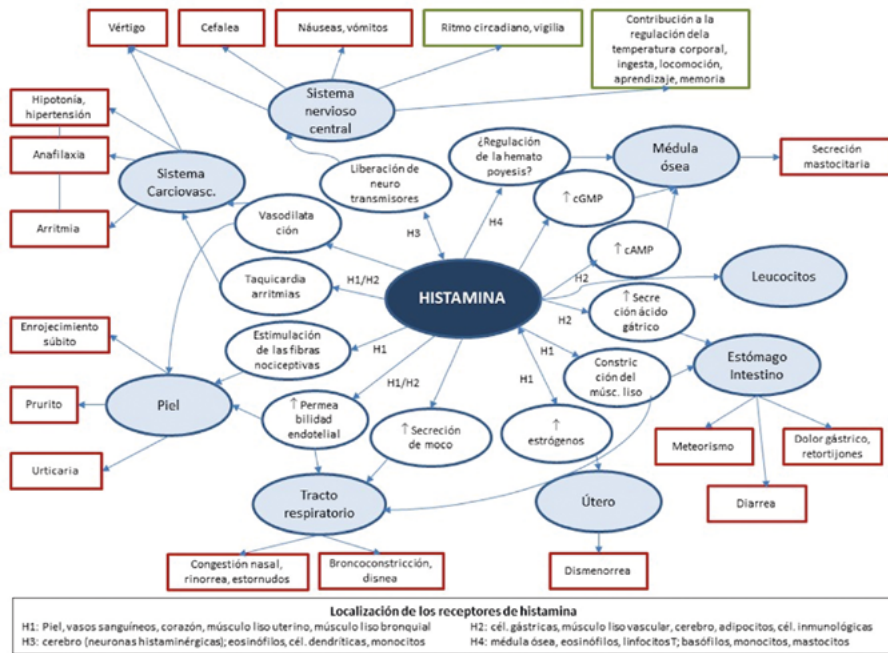 Vértigo
Cefalea
Náuseas, vómitos
Ritmo circadiano, vigilia
Contribución a la
regulación dela
temperatura corporal,
ingesta, locomoción,
aprendizaje, memoria
Sistema
nervioso
central
Hipotonía,
hipertensión
Anafilaxia
Arritmia
Sistema
Carciovasc.
Liberación de
neuro
transmisores
¿Regulación
de la hemato
poyesis?
Médula
ósea
Secreción
mastocitaria
↑ cGMP
H3
H4
Vasodilat
ación
↑ cAMP
Taquicardia
arritmias
H1/H2
HISTAMINA
H2
Leucocitos
↑ Secre
ción ácido
gátrico
H2
Enrojecimiento
súbito
Estimulación
de las fibras
nociceptivas
H1
H1
Constric
ción del
músc. liso
Estómago
Intestino
Prurito
Piel
H1/H2
H1
↑ Permea
bilidad
endotelial
↑ Secreción
de moco
↑
estrógenos
Meteorismo
Dolor gástrico,
retortijones
Urticaria
Diarrea
Tracto
respiratorio
Útero
Congestión nasal,
rinorrea, estornudos
Broncoconstricción,
disnea
Dismenorrea
Localización de los receptores de histamina
H1: Piel, vasos sanguíneos, corazón, músculo liso uterino, músculo liso bronquial
H2: cél. gástricas, músculo liso vascular, cerebro, adipocitos, cél. inmunológicas
H3: cerebro (neuronas histaminérgicas); eosinófilos, cél. dendríticas, monocitos
H4: médula ósea, eosinófilos, linfocitos T; basófilos, monocitos, mastocitos